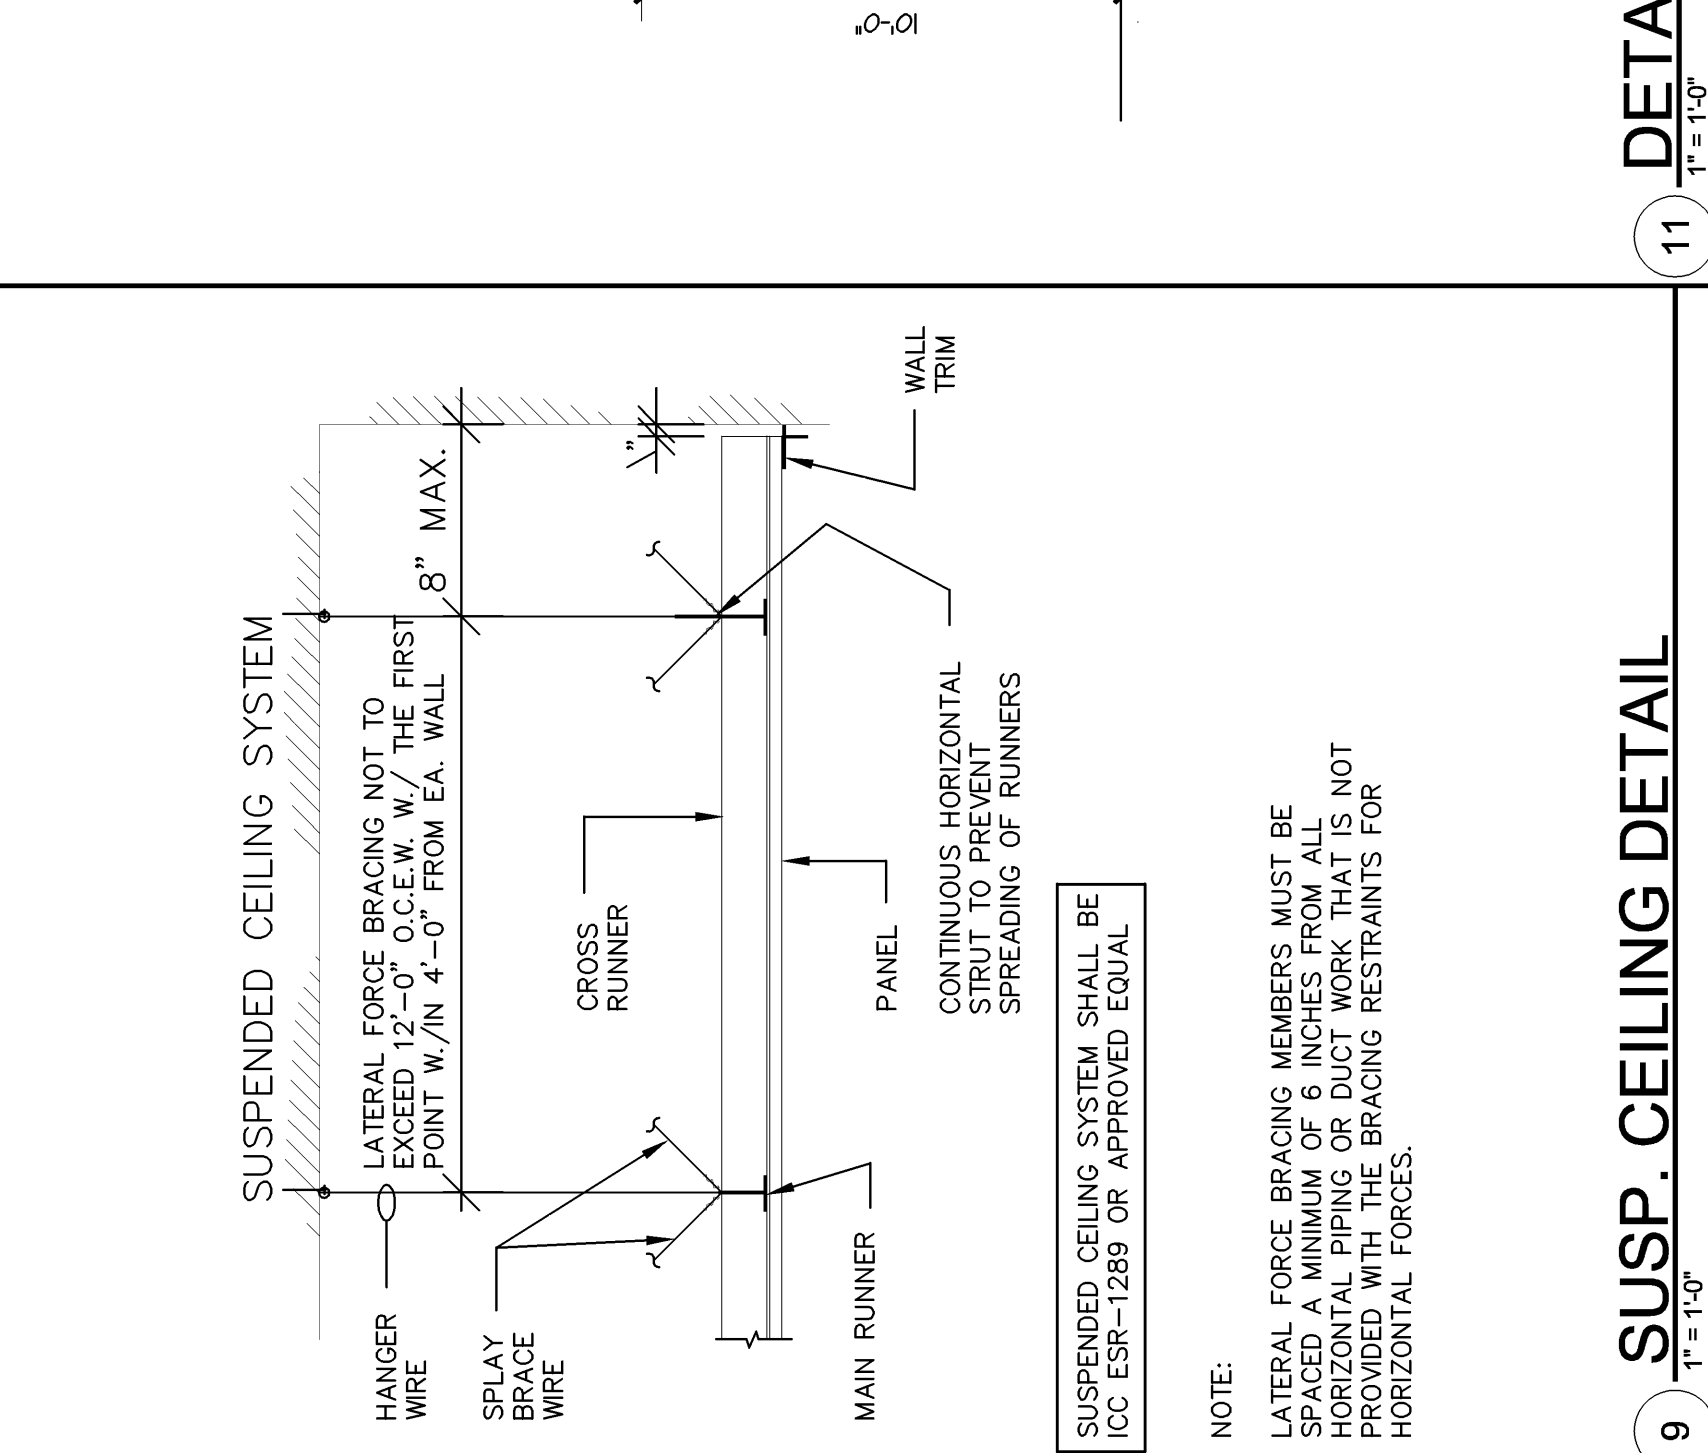 SUSPENDED CEILING SYSTEM
LATERAL FORCE BRACING NOT TO
EXCEED 12'-0" O.C.E.W. W./ THE FIRST
POINT W./IN 4'-0" FROM EA. WALL
8" MAX.
HANGER
WIRE
SPLAY
BRACE
WIRE
CROSS
RUNNER
MAIN RUNNER
PANEL
WALL
TRIM
CONTINUOUS HORIZONTAL
STRUT TO PREVENT
SPREADING OF RUNNERS
SUSPENDED CEILING SYSTEM SHALL BE
ICC ESR-1289 OR APPROVED EQUAL
NOTE:
LATERAL FORCE BRACING MEMBERS MUST BE
SPACED A MINIMUM OF 6 INCHES FROM ALL
HORIZONTAL PIPING OR DUCT WORK THAT IS NOT
PROVIDED WITH THE BRACING RESTRAINTS FOR
HORIZONTAL FORCES.
9 SUSP. CEILING DETAIL
1" = 1'-0"
10'-0"
11 DETA
1" = 1'-0"